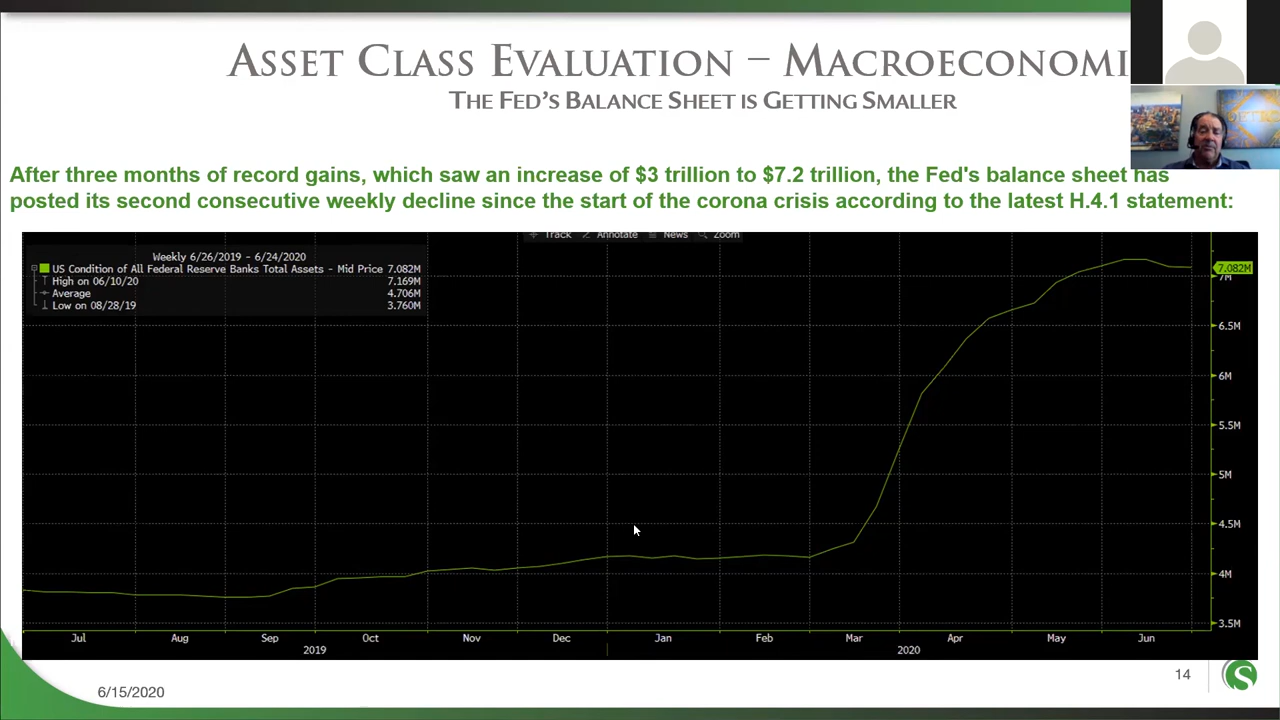 ASSET CLASS EVALUATION – MACROECONOMI
THE FED'S BALANCE SHEET IS GETTING SMALLER
DETRO
After three months of record gains, which saw an increase of $3 trillion to $7.2 trillion, the Fed's balance sheet has
posted its second consecutive weekly decline since the start of the corona crisis according to the latest H.4.1 statement:
Track Annotate News Zoom
Weekly 6/26/2019 - 6/24/2020
US Condition of All Federal Reserve Banks Total Assets - Mid Price 7.082M
High on 06/10/20 7.169M
Average 4.706M
Low on 08/28/19 3.760M
7.082M
7M
6.5M
6M
5.5M
5M
4.5M
4M
3.5M
Jul Aug Sep Oct Nov Dec Jan Feb Mar Apr May Jun
2019 2020
6/15/2020
14
S